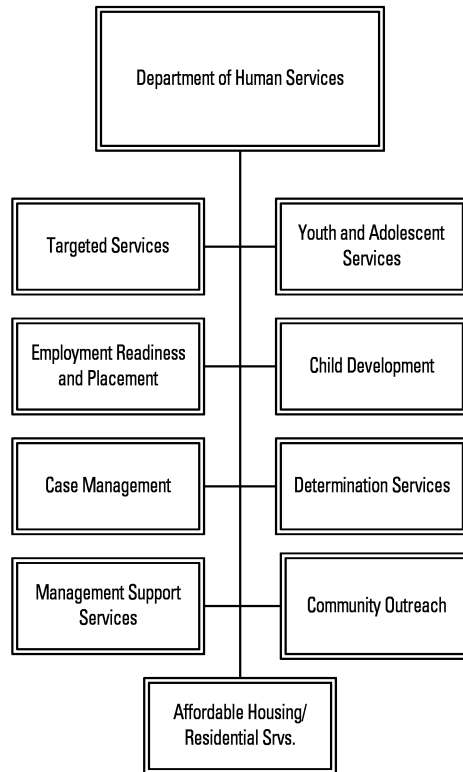 Department of Human Services
Targeted Services
Youth and Adolescent
Services
Employment Readiness
and Placement
Child Development
Case Management
Determination Services
Management Support
Services
Community Outreach
Affordable Housing/
Residential Srvs.